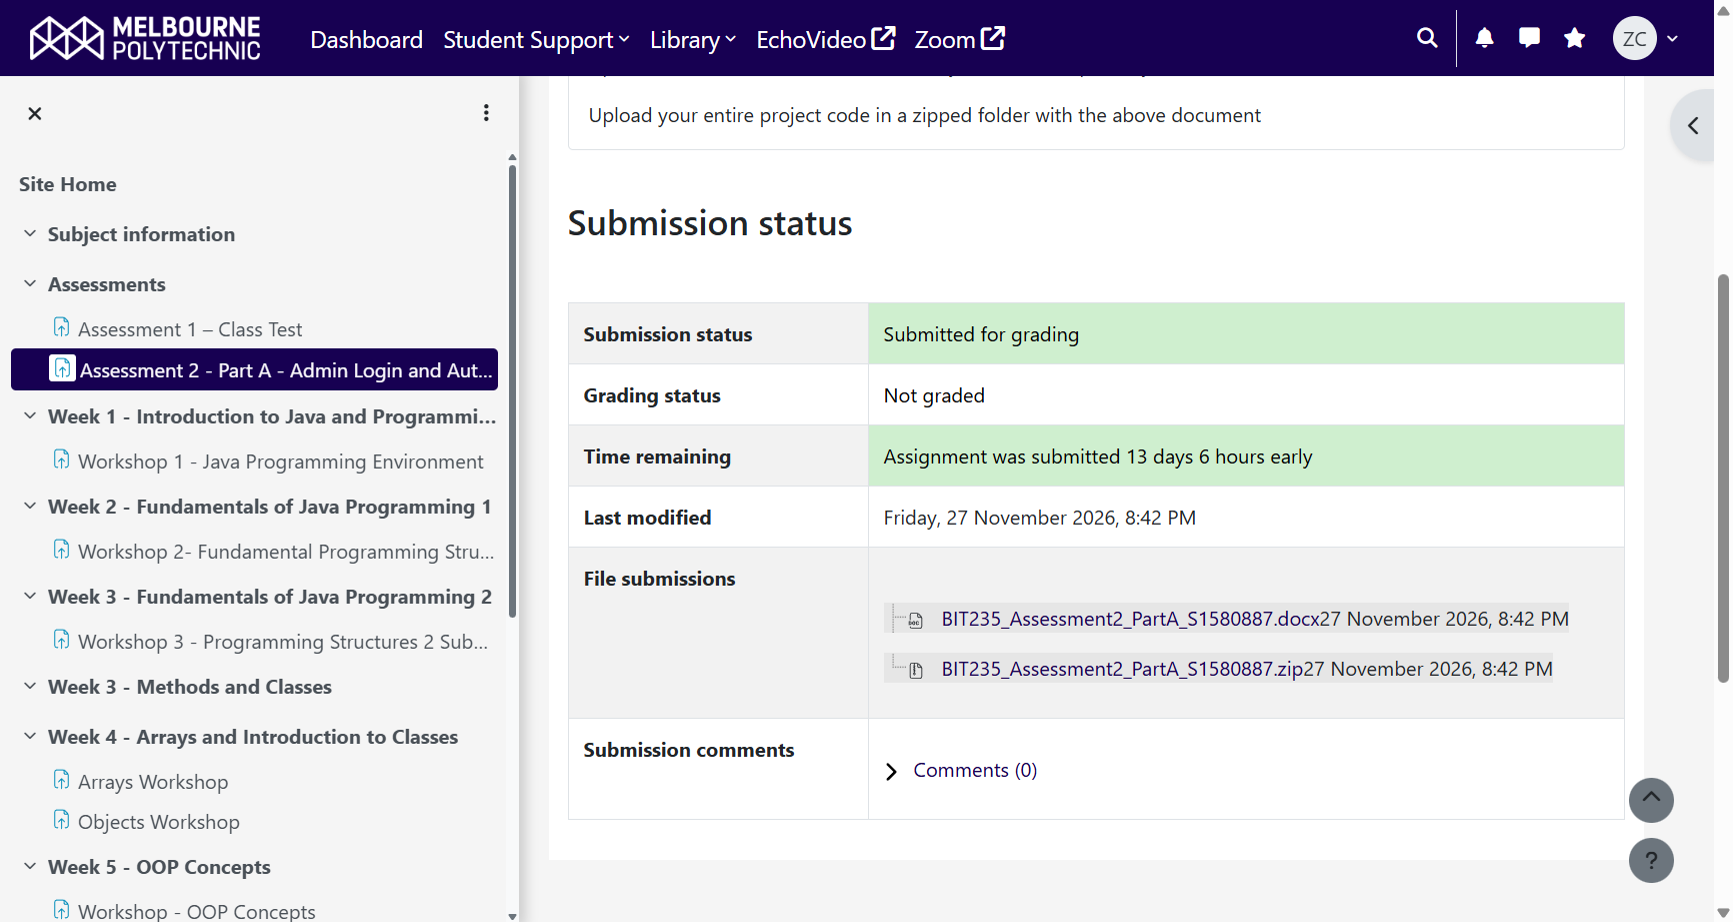 MELBOURNE
POLYTECHNIC
Dashboard
Student Support
Library
EchoVideo
Zoom
ZC
Site Home
Subject information
Assessments
Assessment 1 – Class Test
Assessment 2 - Part A - Admin Login and Aut...
Week 1 - Introduction to Java and Programmi...
Workshop 1 - Java Programming Environment
Week 2 - Fundamentals of Java Programming 1
Workshop 2- Fundamental Programming Stru...
Week 3 - Fundamentals of Java Programming 2
Workshop 3 - Programming Structures 2 Sub...
Week 3 - Methods and Classes
Week 4 - Arrays and Introduction to Classes
Arrays Workshop
Objects Workshop
Week 5 - OOP Concepts
Workshop - OOP Concepts
Upload your entire project code in a zipped folder with the above document
Submission status
Submission status
Submitted for grading
Grading status
Not graded
Time remaining
Assignment was submitted 13 days 6 hours early
Last modified
Friday, 27 November 2026, 8:42 PM
File submissions
BIT235_Assessment2_PartA_S1580887.docx27 November 2026, 8:42 PM
BIT235_Assessment2_PartA_S1580887.zip27 November 2026, 8:42 PM
Submission comments
Comments (0)
?